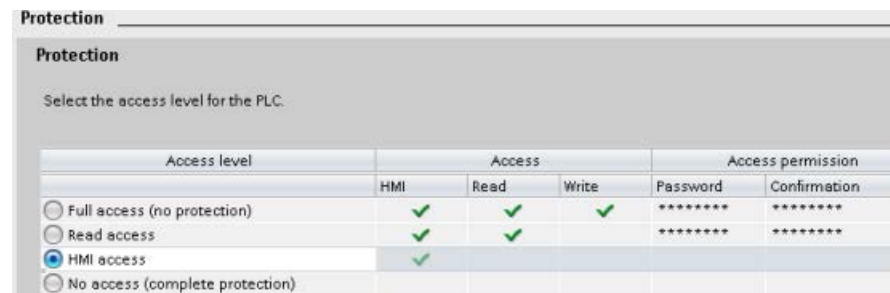 Protection
Protection
Select the access level for the PLC.
Access level Access Access permission
HMI Read Write Password Confirmation
Full access (no protection) ******** ********
Read access ******** ********
HMI access
No access (complete protection)